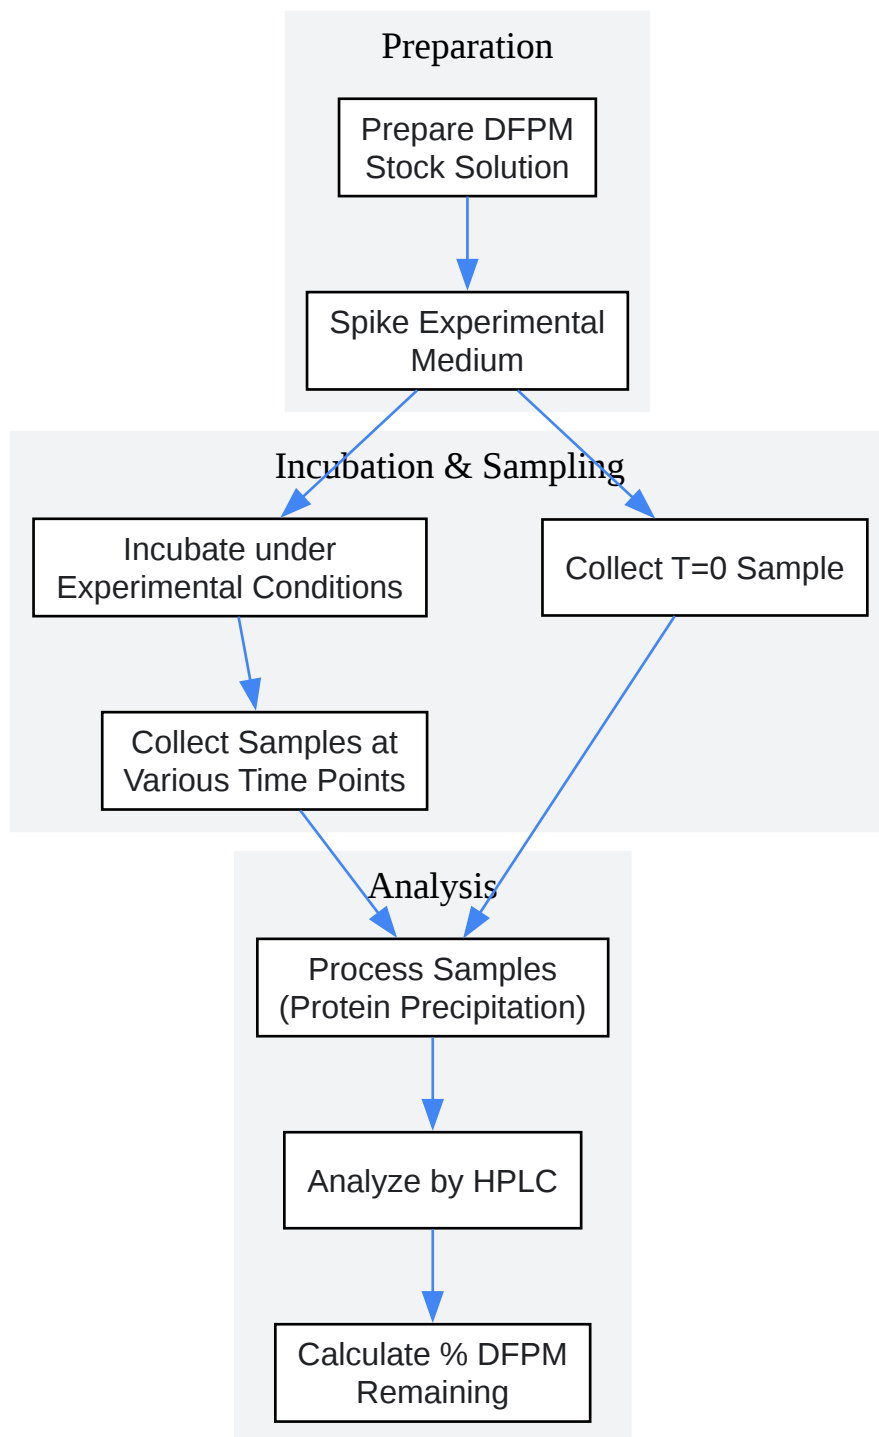 Preparation
Prepare DFPM
Stock Solution
Spike Experimental
Medium
Incubation & Sampling
Incubate under
Experimental Conditions
Collect T=0 Sample
Collect Samples at
Various Time Points
Analysis
Process Samples
(Protein Precipitation)
Analyze by HPLC
Calculate % DFPM
Remaining